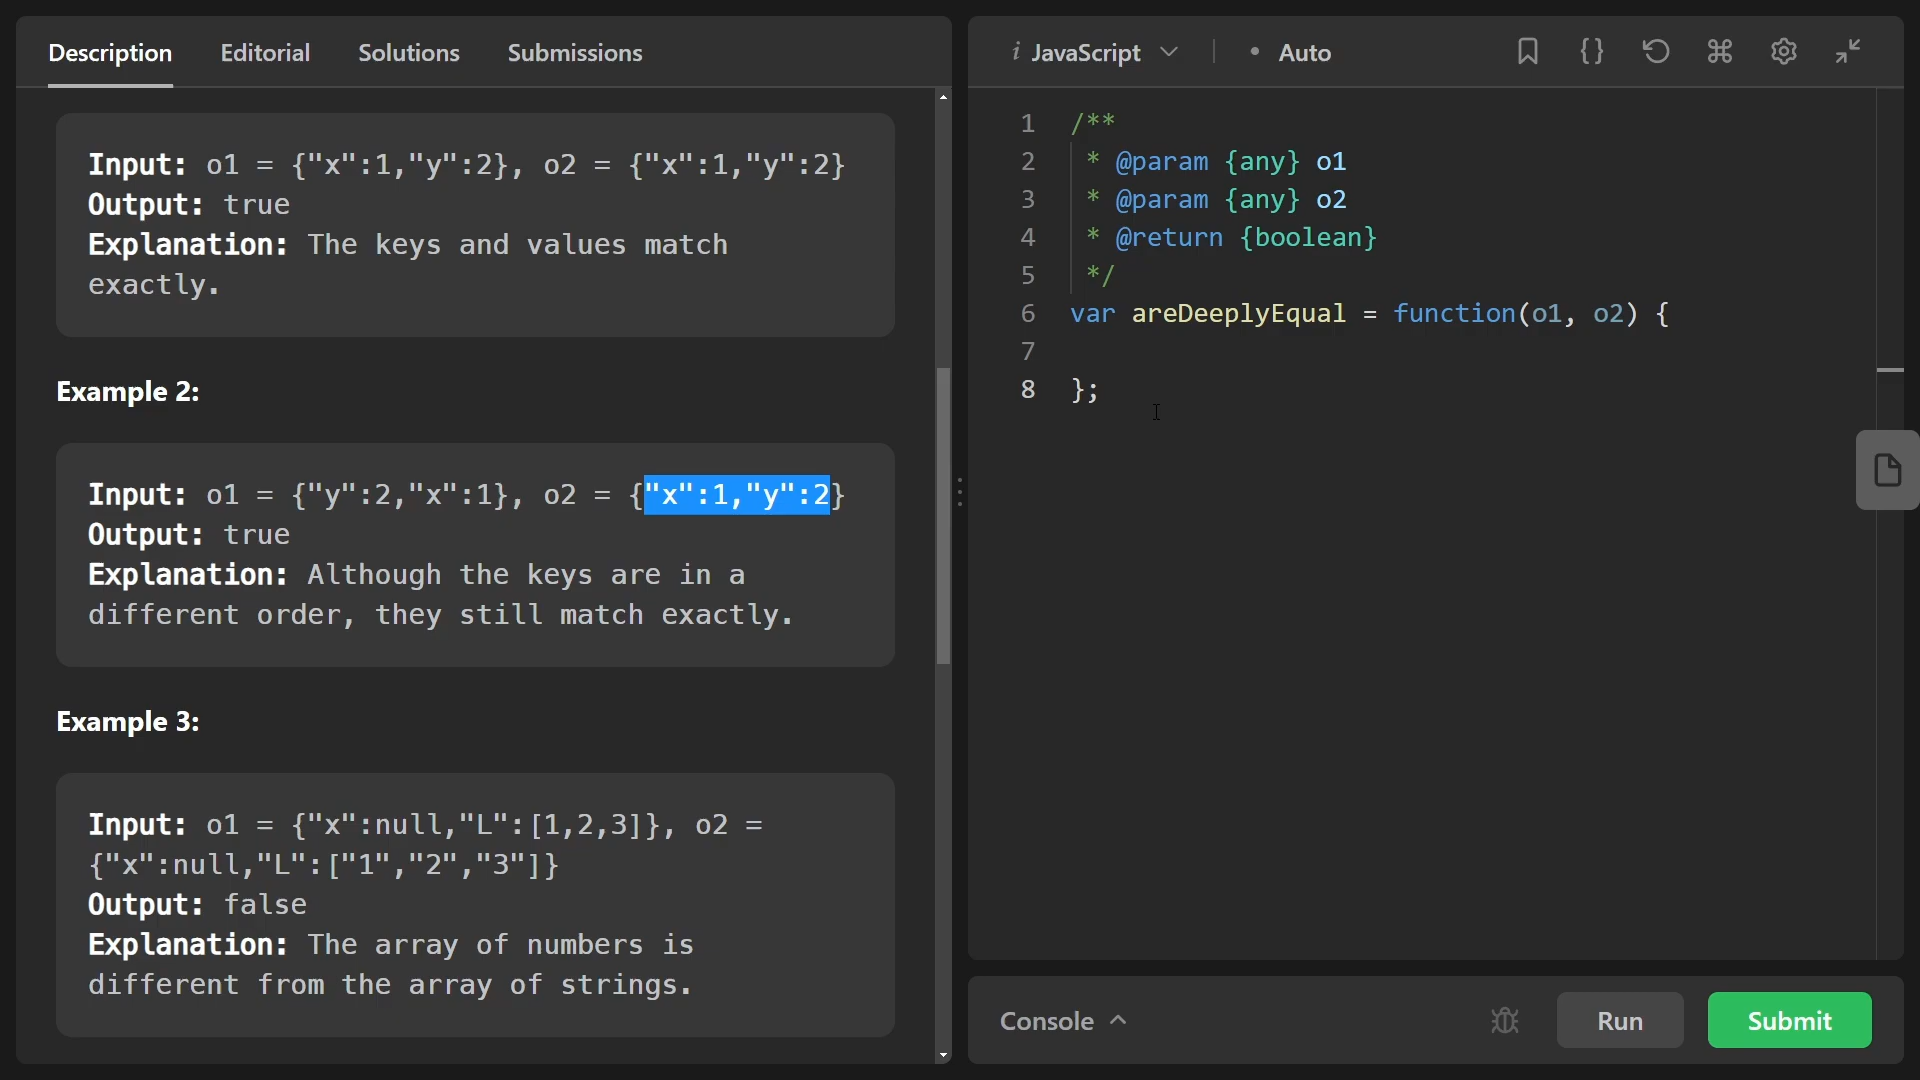 Description Editorial Solutions Submissions
Input: o1 = {"x":1,"y":2}, o2 = {"x":1,"y":2}
Output: true
Explanation: The keys and values match
exactly.
Example 2:
Input: o1 = {"y":2,"x":1}, o2 = {"x":1,"y":2}
Output: true
Explanation: Although the keys are in a
different order, they still match exactly.
Example 3:
Input: o1 = {"x":null,"L":[1,2,3]}, o2 =
{"x":null,"L":["1","2","3"]}
Output: false
Explanation: The array of numbers is
different from the array of strings.
i JavaScript • Auto
1 /**
2 * @param {any} o1
3 * @param {any} o2
4 * @return {boolean}
5 */
6 var areDeeplyEqual = function(o1, o2) {
7
8 };
Console Run Submit